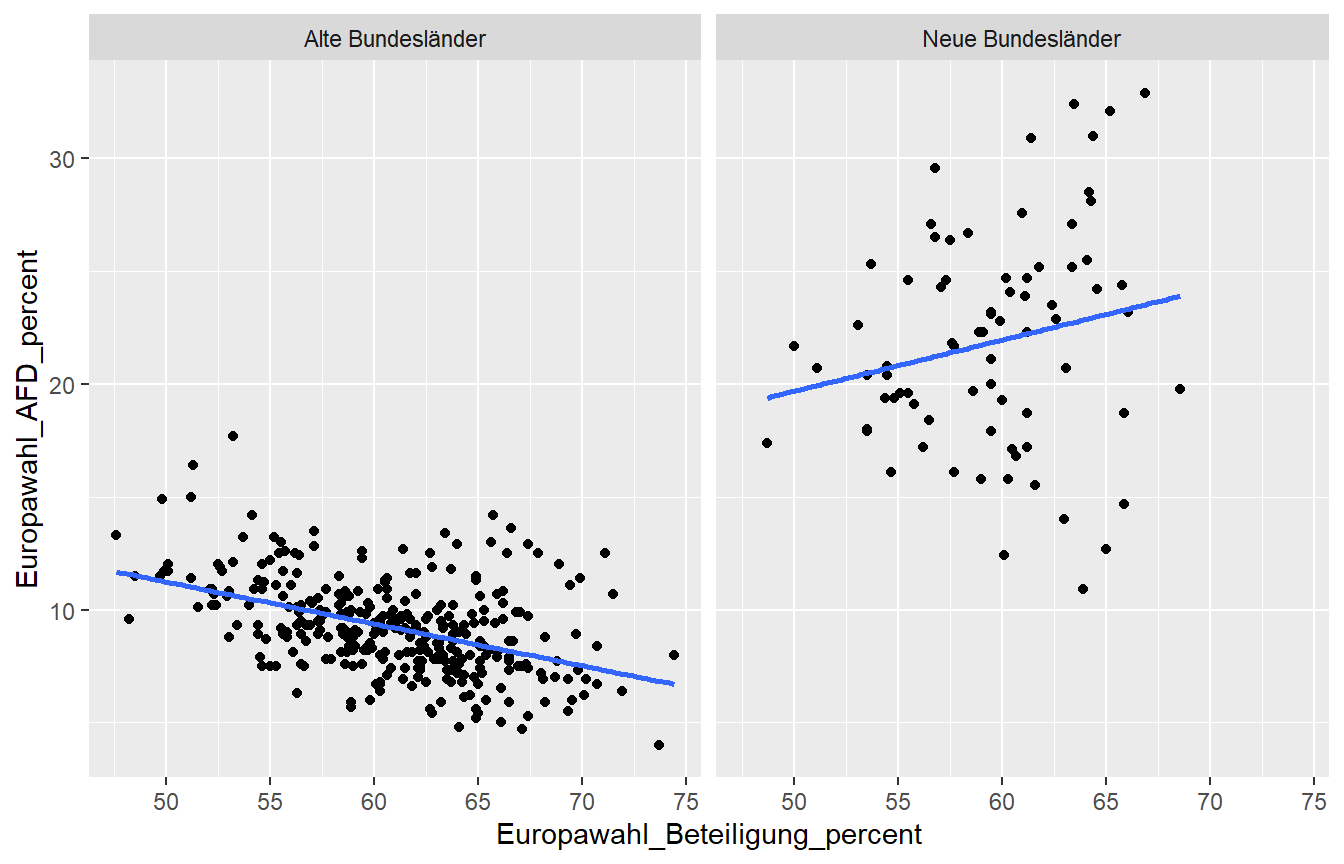 Alte Bundesländer
Neue Bundesländer
Europawahl_AFD_percent
30
20
10
50 55 60 65 70 75
50 55 60 65 70 75
Europawahl_Beteiligung_percent